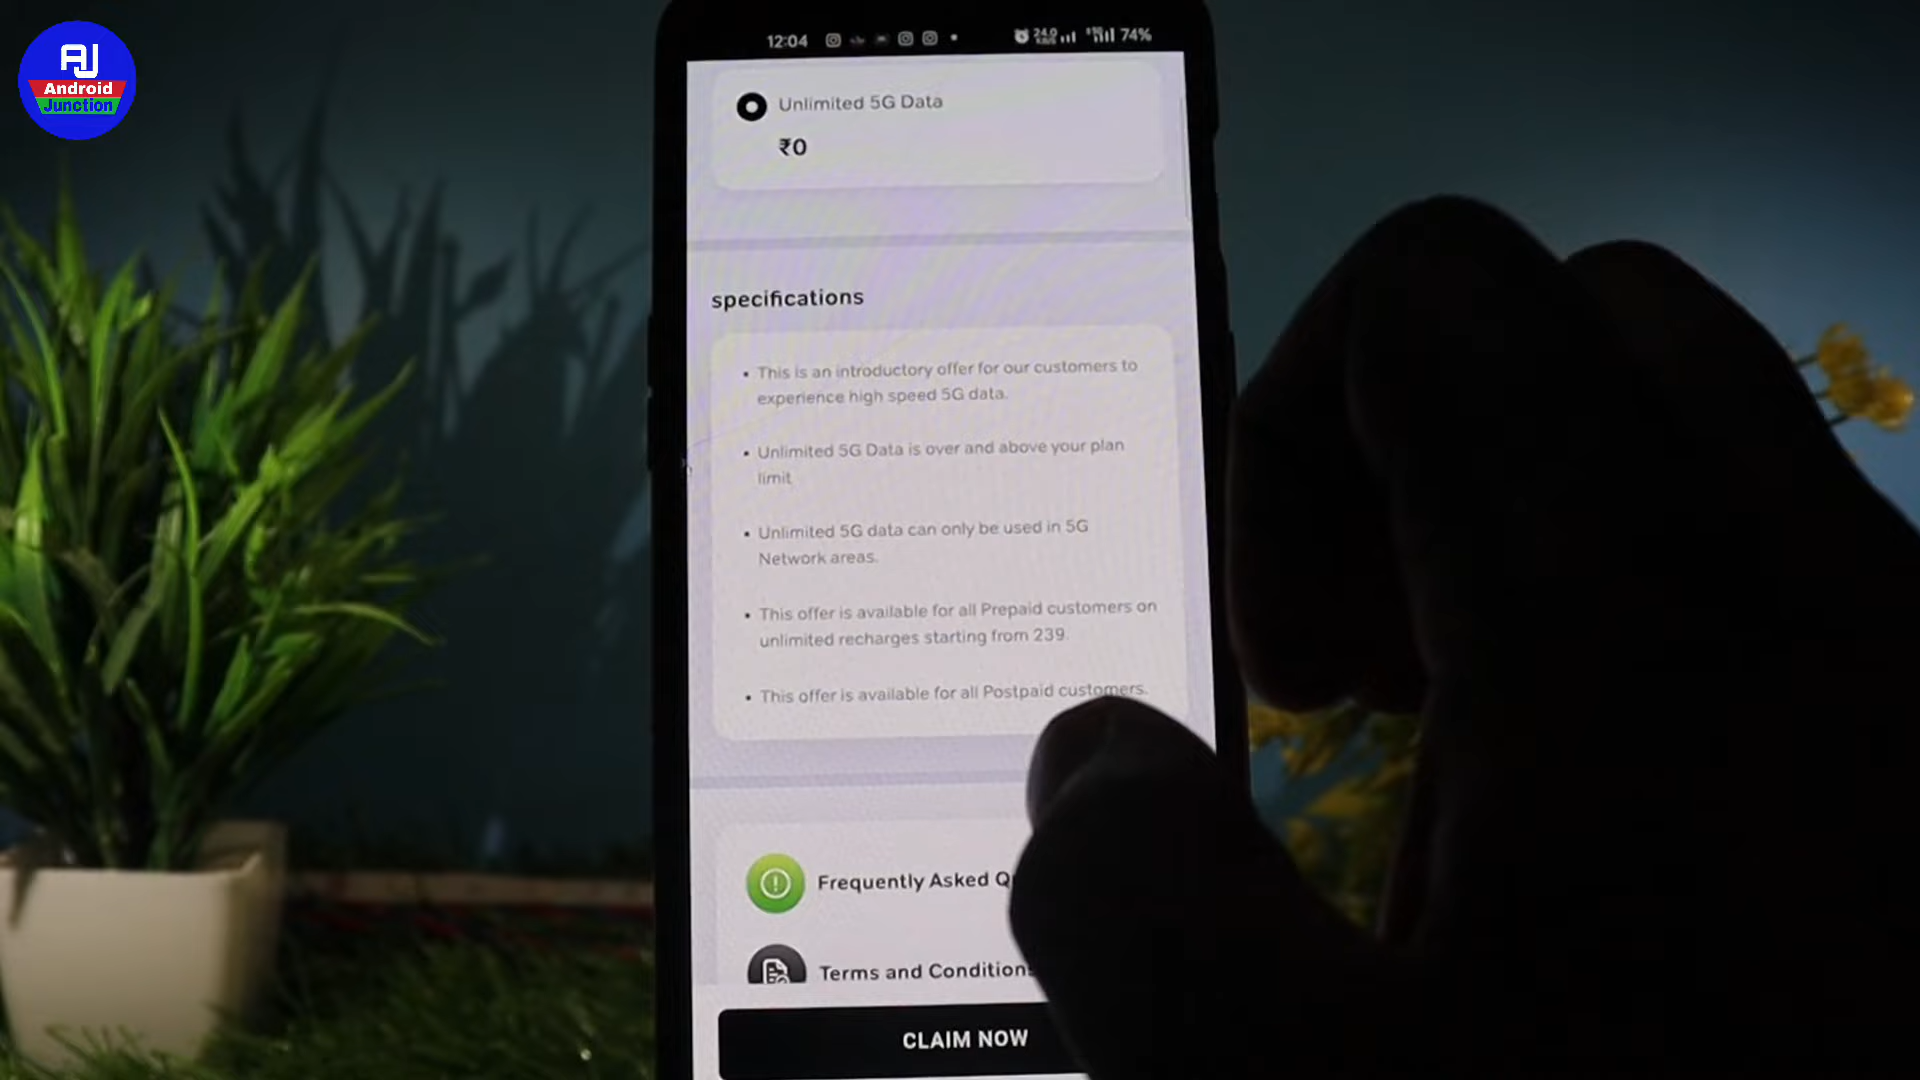 AJ
Android
Junction
12:04
24.0
74%
Unlimited 5G Data
₹0
specifications
• This is an introductory offer for our customers to
experience high speed 5G data.
• Unlimited 5G Data is over and above your plan
limit
• Unlimited 5G data can only be used in 5G
Network areas.
• This offer is available for all Prepaid customers on
unlimited recharges starting from 239.
• This offer is available for all Postpaid customers.
Frequently Asked
Terms and Conditions
CLAIM NOW